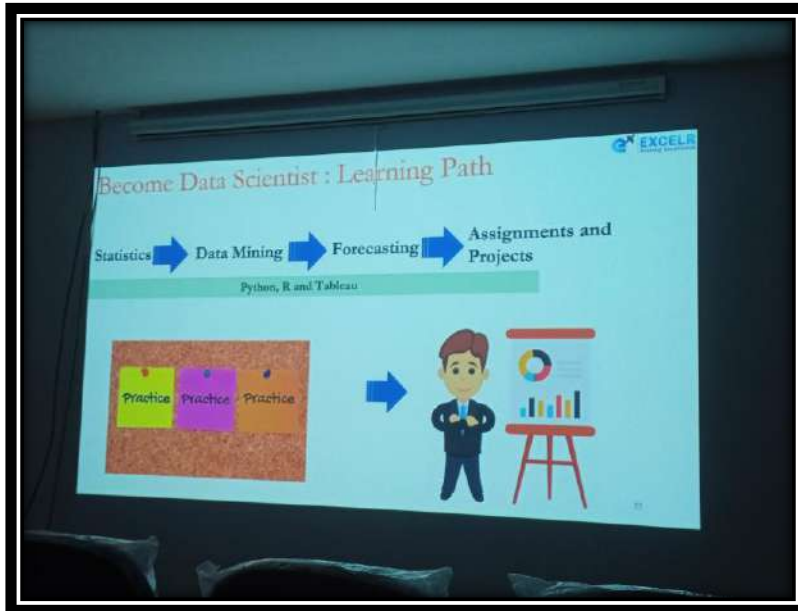 EXCELR
Become Data Scientist : Learning Path
Statistics
Data Mining
Forecasting
Assignments and
Projects
Python, R and Tableau
Practice
Practice
Practice